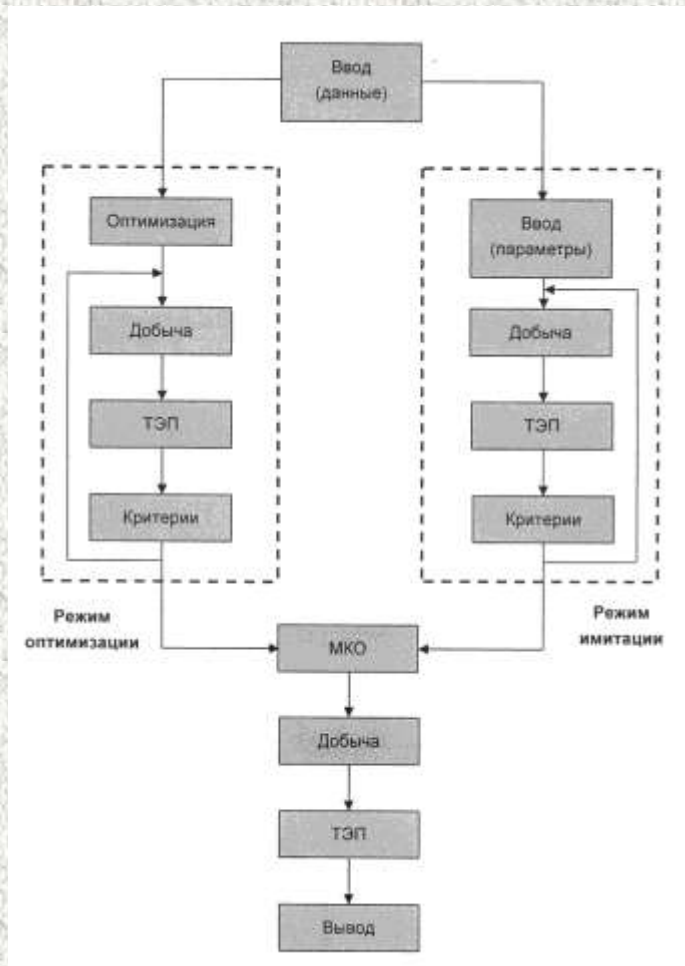 Ввод
(данные)
Оптимизация
Добыча
ТЭП
Критерии
Режим
оптимизации
Ввод
(параметры)
Добыча
ТЭП
Критерии
Режим
имитации
МКО
Добыча
ТЭП
Вывод